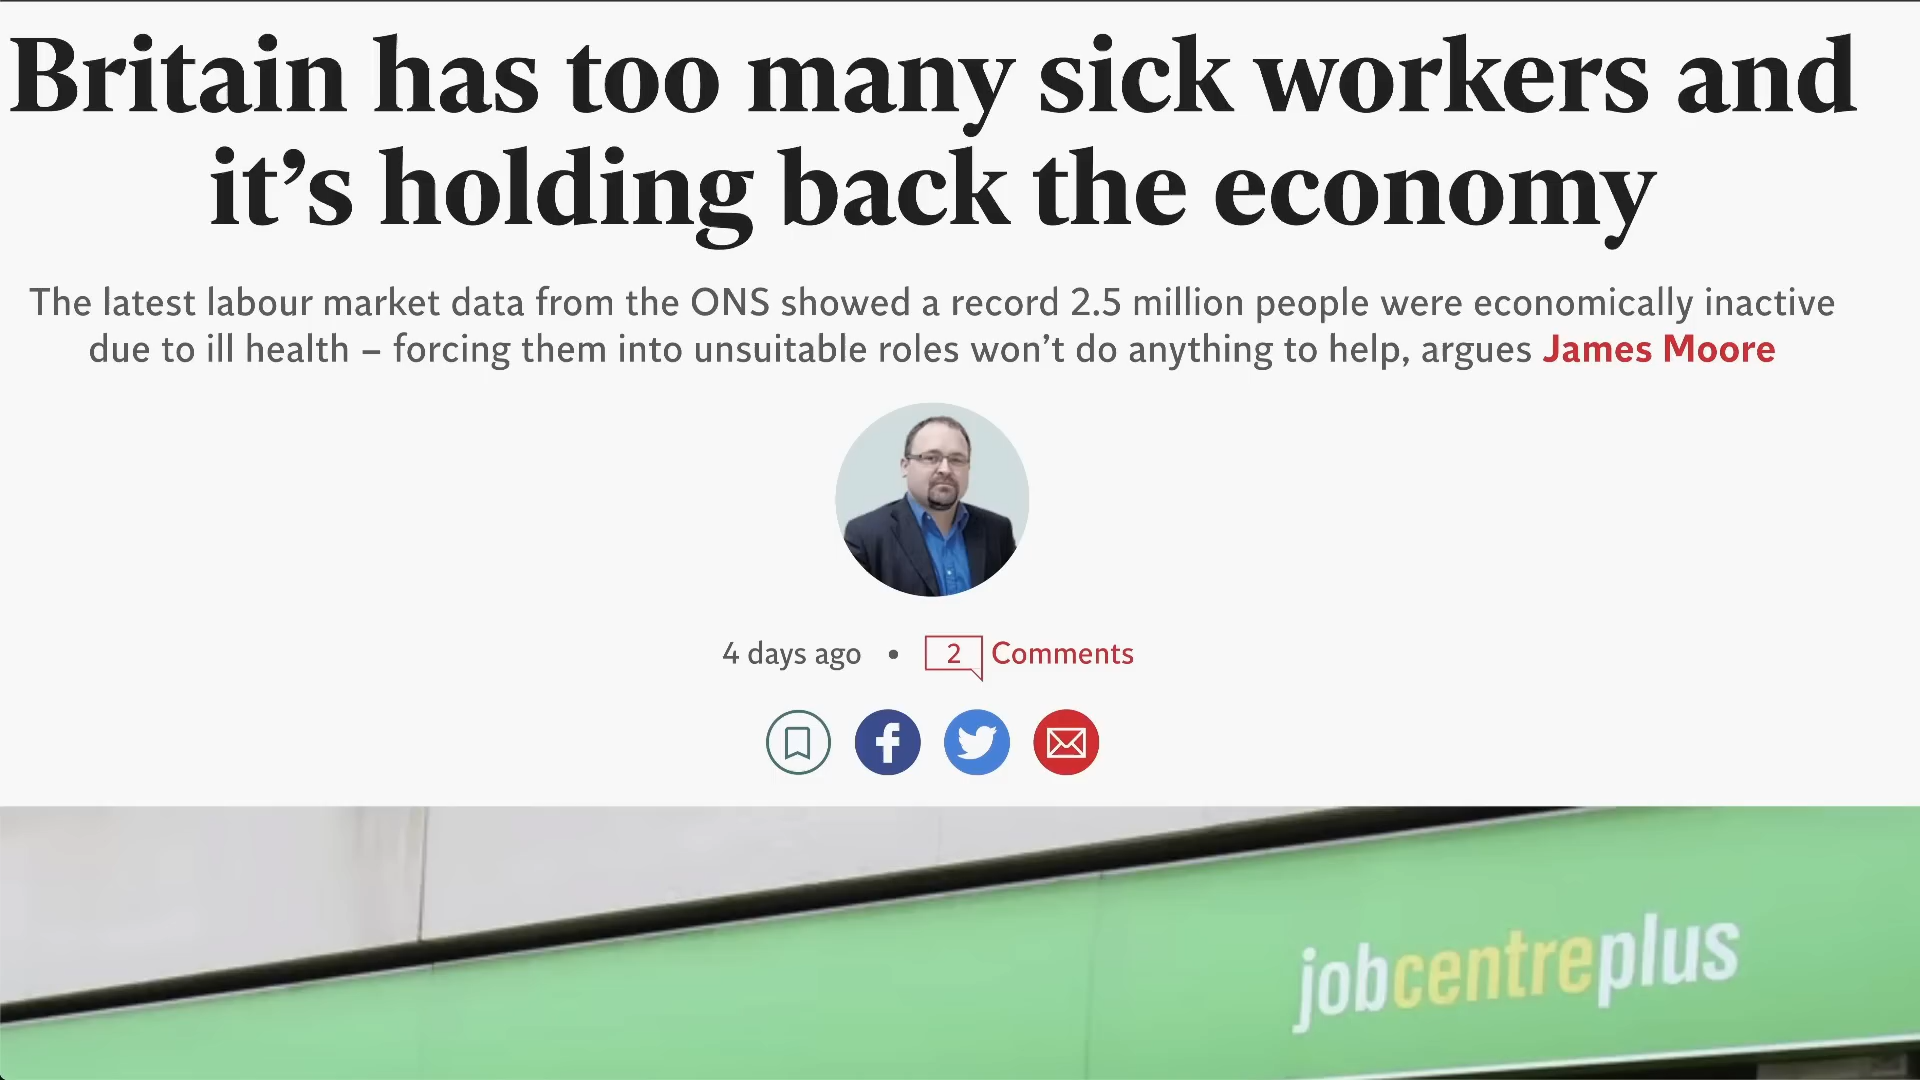 Britain has too many sick workers and
it’s holding back the economy
The latest labour market data from the ONS showed a record 2.5 million people were economically inactive
due to ill health – forcing them into unsuitable roles won’t do anything to help, argues James Moore
4 days ago • 2 Comments
jobcentreplus